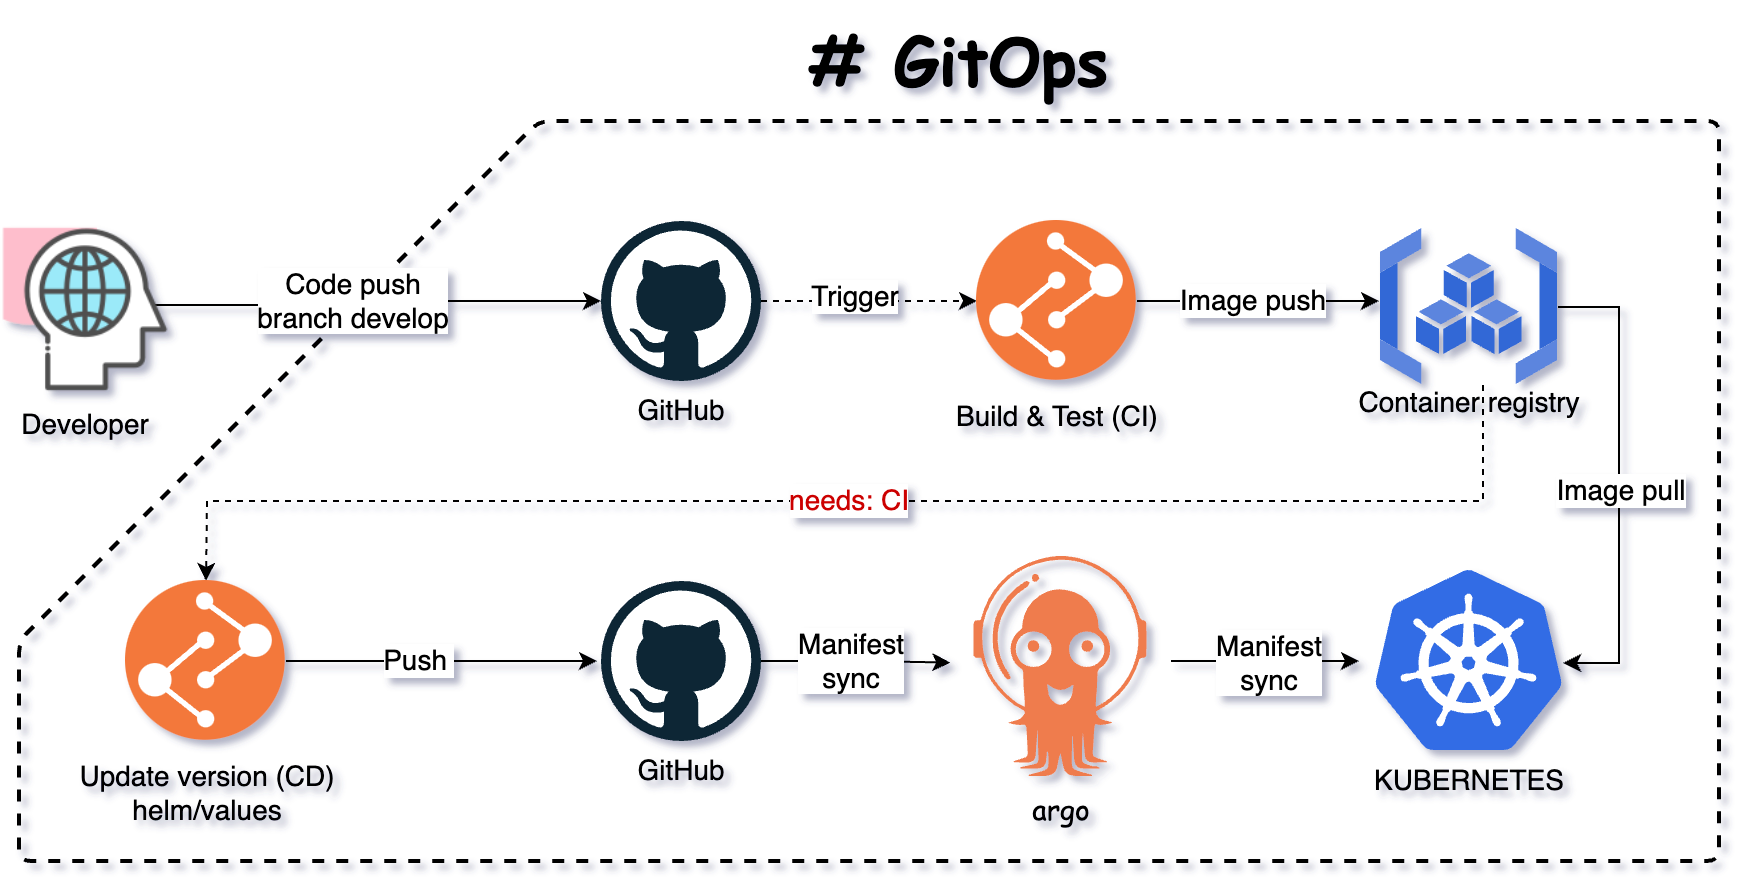 # GitOps
Code push
branch develop
Trigger
Image push
Developer
GitHub
Build & Test (CI)
Container registry
needs: CI
Image pull
Push
Manifest
sync
Manifest
sync
Update version (CD)
helm/values
GitHub
argo
KUBERNETES